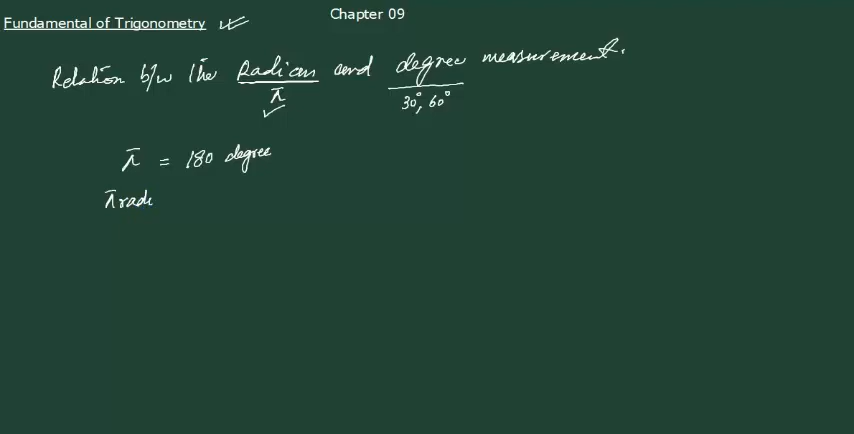 Chapter 09
Fundamental of Trigonometry
Relation b/w the Radian and degree measurement.
π 30°, 60°
π = 180 degree
π radi